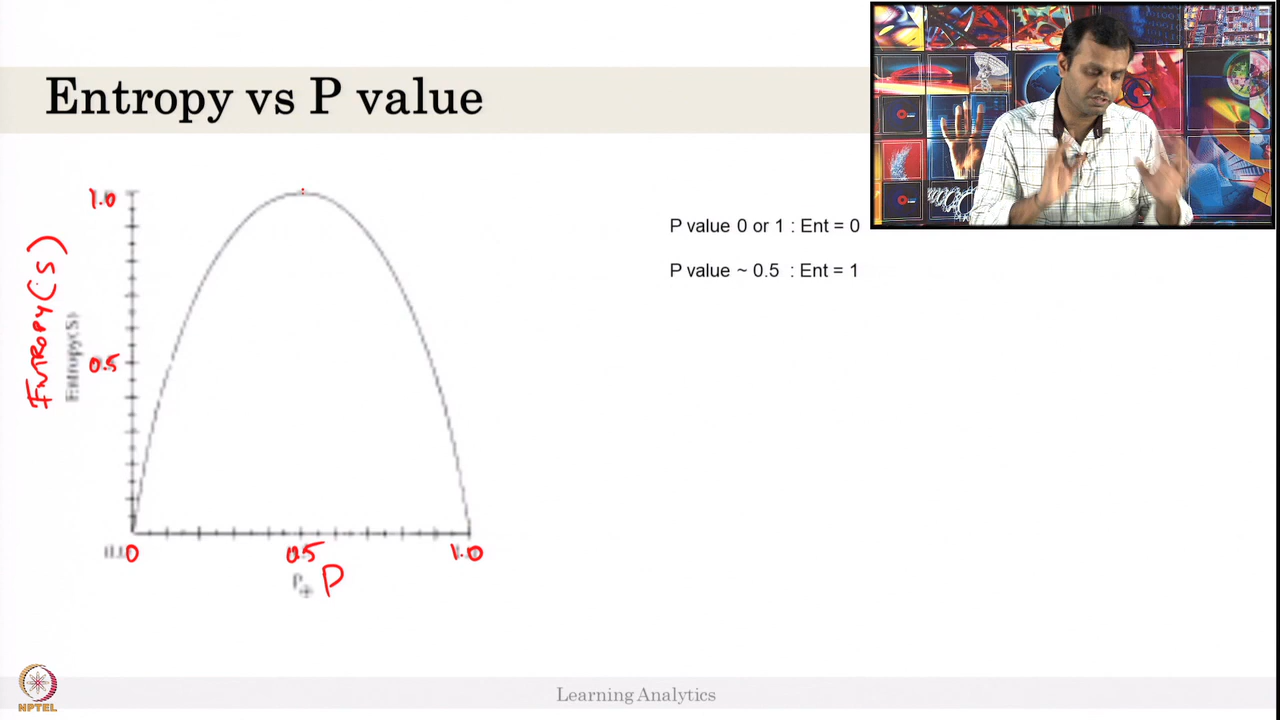 Entropy vs P value
1.0
ENTROPY(S)
Entropy(S)
0.5
0
0.5
1.0
P
P
P value 0 or 1 : Ent = 0
P value ~ 0.5 : Ent = 1
NPTEL
Learning Analytics